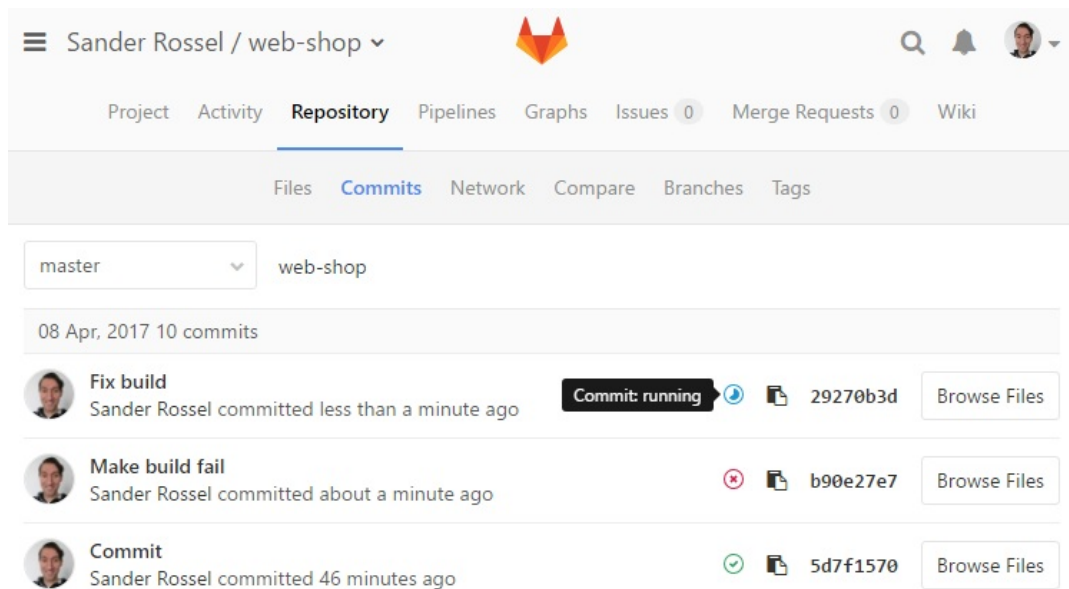 Sander Rossel / web-shop
Project Activity Repository Pipelines Graphs Issues 0 Merge Requests 0 Wiki
Files Commits Network Compare Branches Tags
master web-shop
08 Apr, 2017 10 commits
Fix build
Sander Rossel committed less than a minute ago Commit: running 29270b3d Browse Files
Make build fail
Sander Rossel committed about a minute ago b90e27e7 Browse Files
Commit
Sander Rossel committed 46 minutes ago 5d7f1570 Browse Files